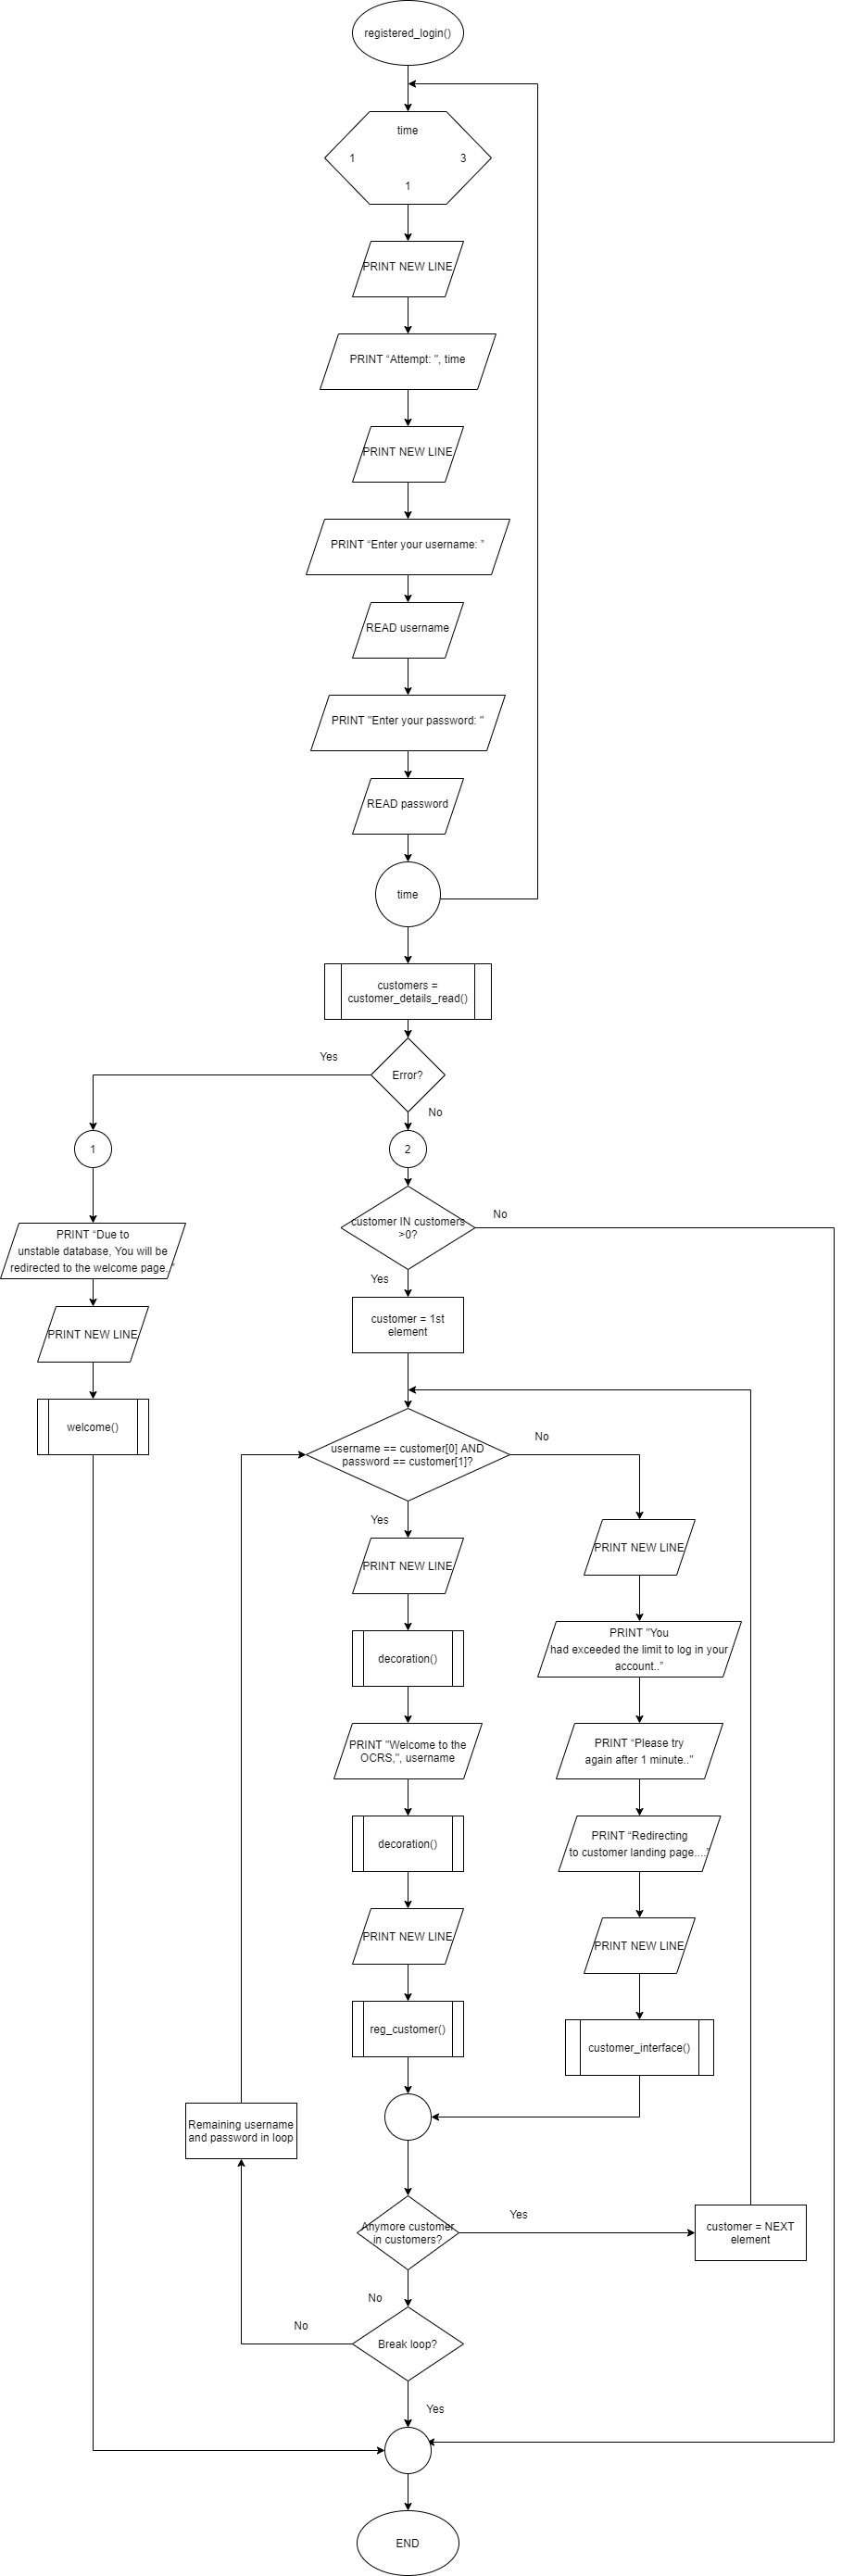 registered_login()
time
1
3
1
PRINT NEW LINE
PRINT “Attempt: ", time
PRINT NEW LINE
PRINT “Enter your username: ”
READ username
PRINT "Enter your password: "
READ password
time
customers =
customer_details_read()
Error?
Yes
No
1
2
PRINT “Due to
unstable database, You will be
redirected to the welcome page..”
PRINT NEW LINE
welcome()
customer IN customers
>0?
No
Yes
customer = 1st
element
username == customer[0] AND
password == customer[1]?
No
Yes
PRINT NEW LINE
decoration()
PRINT "Welcome to the
OCRS,", username
decoration()
PRINT NEW LINE
reg_customer()
PRINT NEW LINE
PRINT "You
had exceeded the limit to log in your
account..”
PRINT “Please try
again after 1 minute.."
PRINT “Redirecting
to customer landing page....”
PRINT NEW LINE
customer_interface()
Remaining username
and password in loop
Anymore customer
in customers?
Yes
customer = NEXT
element
No
Break loop?
No
Yes
END